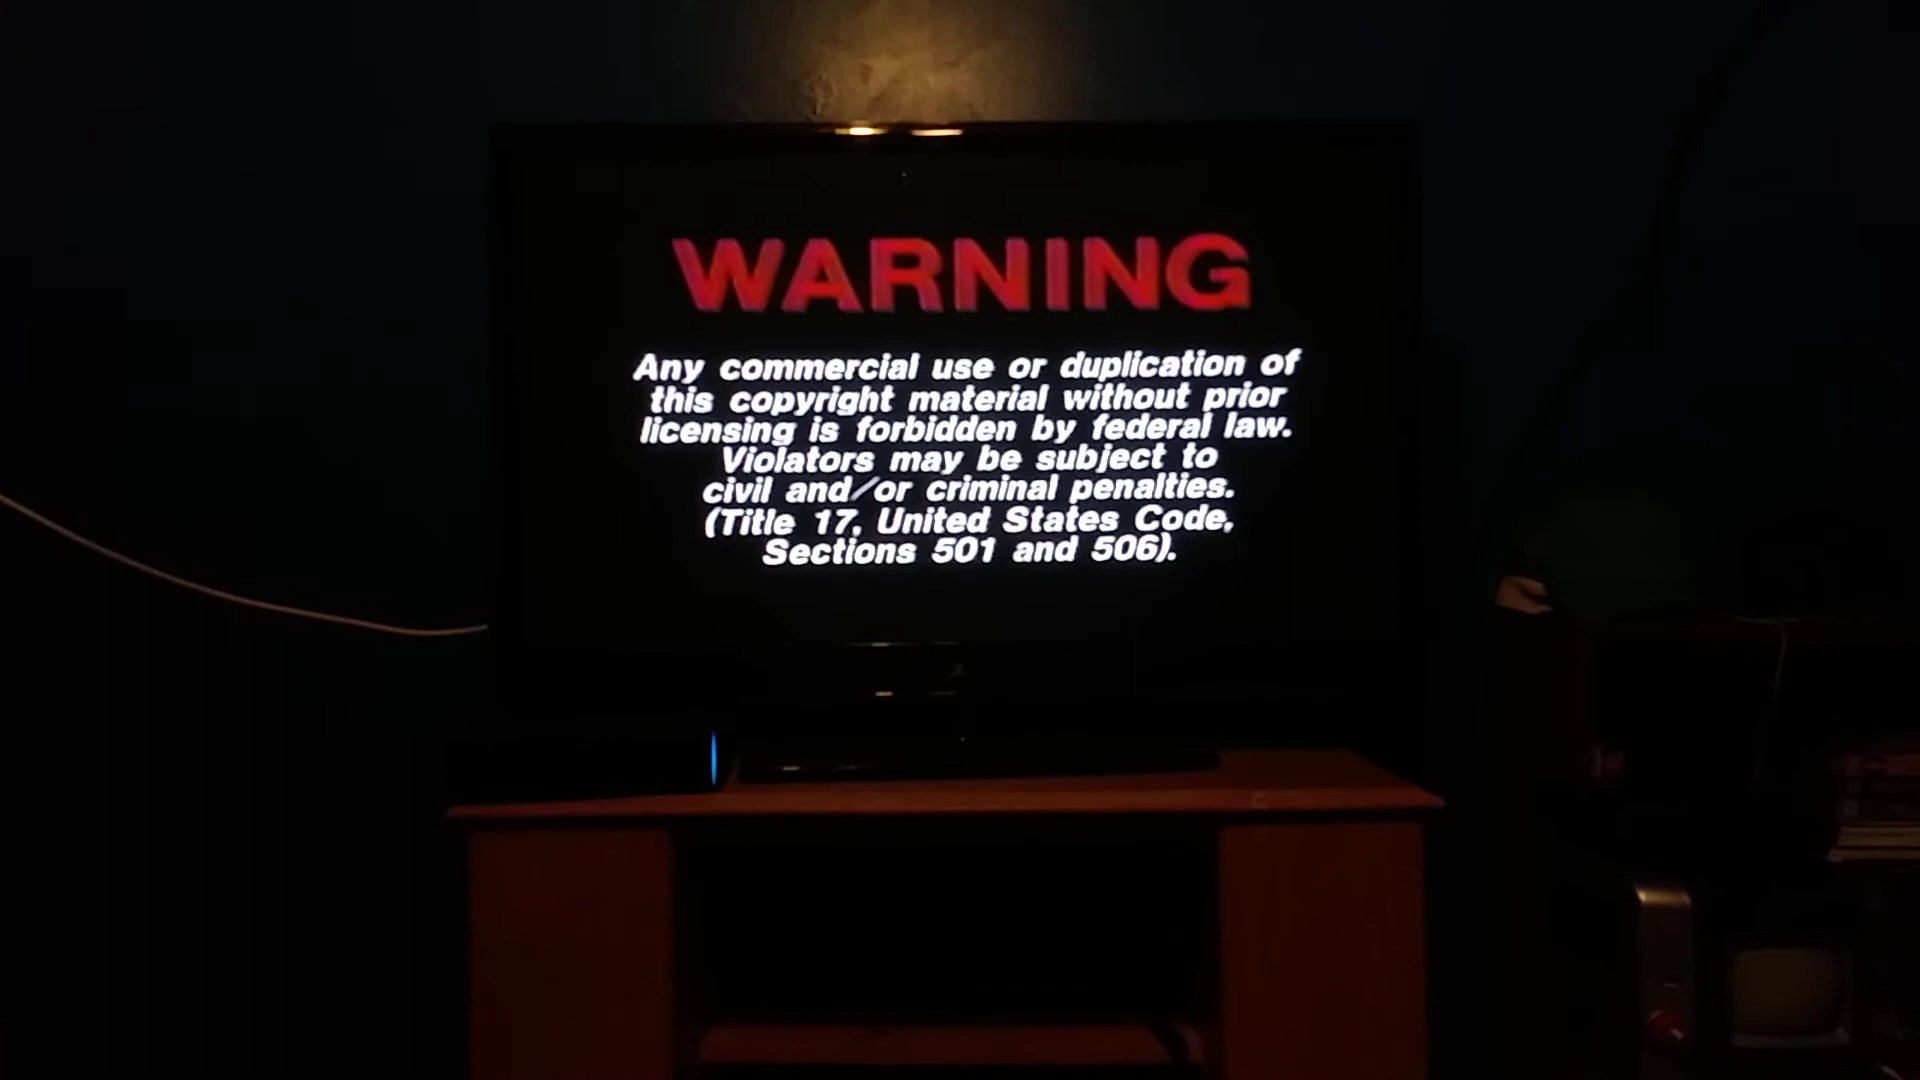 WARNING
Any commercial use or duplication of
this copyright material without prior
licensing is forbidden by federal law.
Violators may be subject to
civil and/or criminal penalties.
(Title 17, United States Code,
Sections 501 and 506).